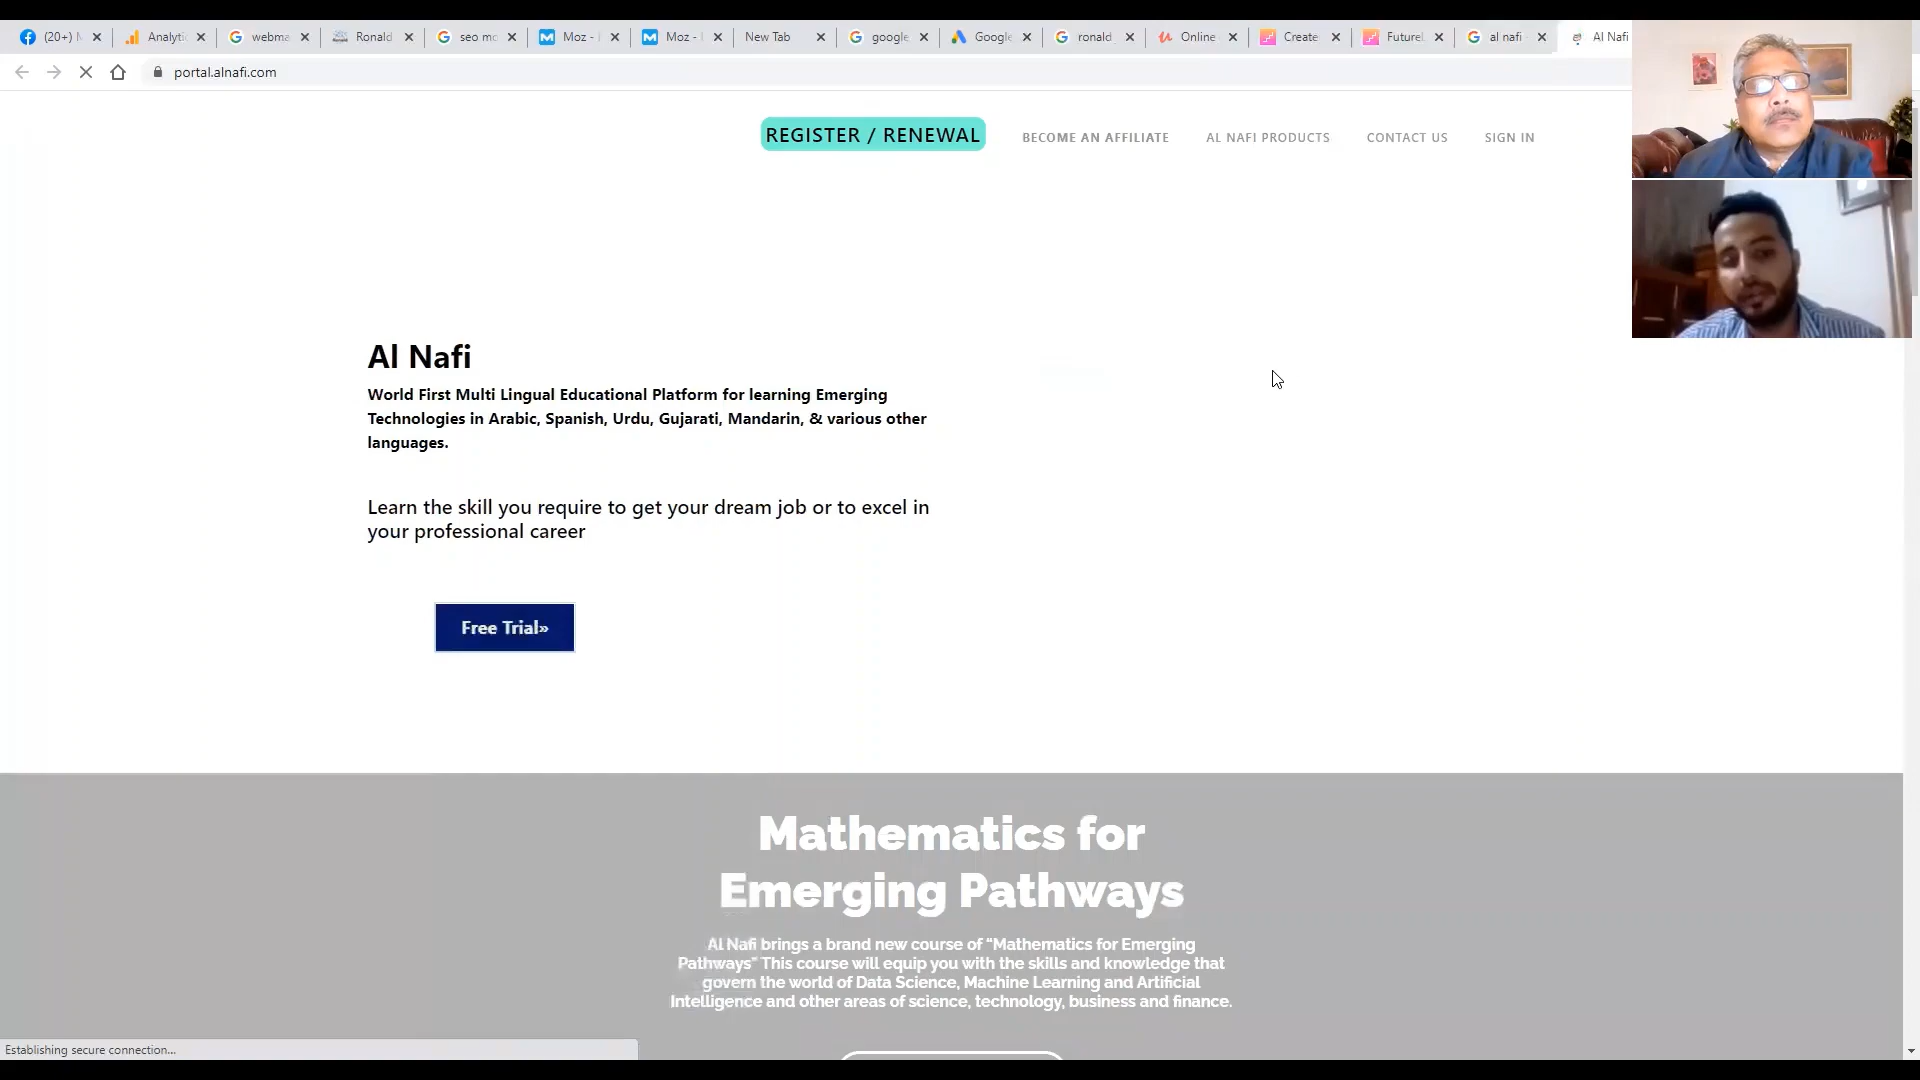 (20+) M
Analytic
webma
Ronald
seo mo
Moz -
Moz -
New Tab
google
Google
ronald
Online
Create
Future
al nafi
Al Nafi
portal.alnafi.com
REGISTER / RENEWAL
BECOME AN AFFILIATE
AL NAFI PRODUCTS
CONTACT US
SIGN IN
Al Nafi
World First Multi Lingual Educational Platform for learning Emerging
Technologies in Arabic, Spanish, Urdu, Gujarati, Mandarin, & various other
languages.
Learn the skill you require to get your dream job or to excel in
your professional career
Free Trial»
Mathematics for
Emerging Pathways
Al Nafi brings a brand new course of “Mathematics for Emerging
Pathways” This course will equip you with the skills and knowledge that
govern the world of Data Science, Machine Learning and Artificial
Intelligence and other areas of science, technology, business and finance.
Establishing secure connection...